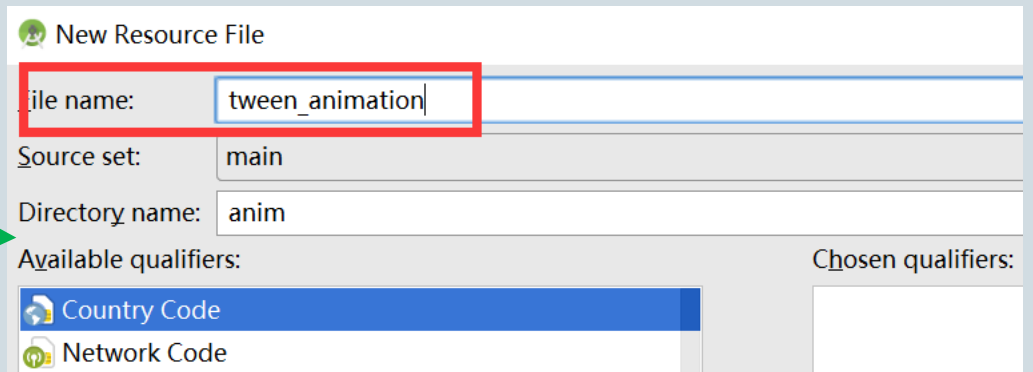 New Resource File
File name: tween_animation
Source set: main
Directory name: anim
Available qualifiers: Chosen qualifiers:
Country Code
Network Code